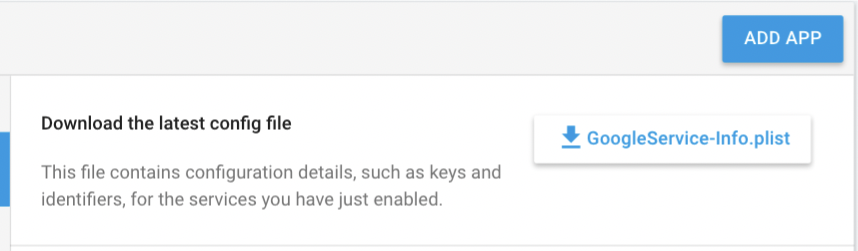 ADD APP
Download the latest config file
GoogleService-Info.plist
This file contains configuration details, such as keys and
identifiers, for the services you have just enabled.